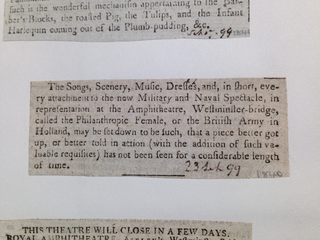 such is the wonderful mechanism appertaining to the
Bucks, the roasted Pig, the Tulips, and the Infant
Harlequin coming out of the Plumb-pudding, &c.
99
The Songs, Scenery, Music, Dresses, and, in short, eve-
ry attachment to the new Military and Naval Spectacle, in
representation at the Amphitheatre, Westminster-bridge,
called the Philanthropic Female, or the British Army in
Holland, may be set down to be such, that a piece better got
up, or better told in action (with the addition of such va-
luable requisites) has not been seen for a considerable length
of time. 23 Sept 99
THIS THEATRE WILL CLOSE IN A FEW DAYS.
ROYAL AMPHITHEATRE,